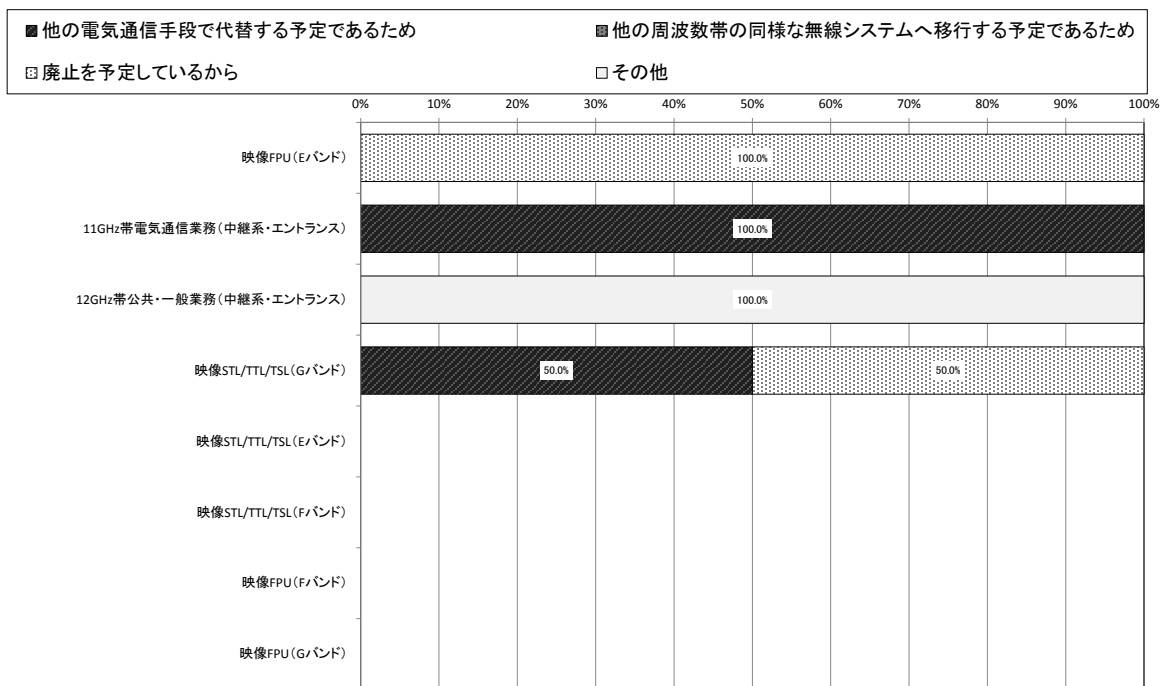 ■他の電気通信手段で代替する予定であるため
■他の周波数帯の同様な無線システムへ移行する予定であるため
□廃止を予定しているから
□その他
0% 10% 20% 30% 40% 50% 60% 70% 80% 90% 100%
映像FPU(Eバンド)
100.0%
11GHz帯電気通信業務(中継系・エントランス)
100.0%
12GHz帯公共・一般業務(中継系・エントランス)
100.0%
映像STL/TTL/TSL(Gバンド)
50.0% 50.0%
映像STL/TTL/TSL(Eバンド)
映像STL/TTL/TSL(Fバンド)
映像FPU(Fバンド)
映像FPU(Gバンド)